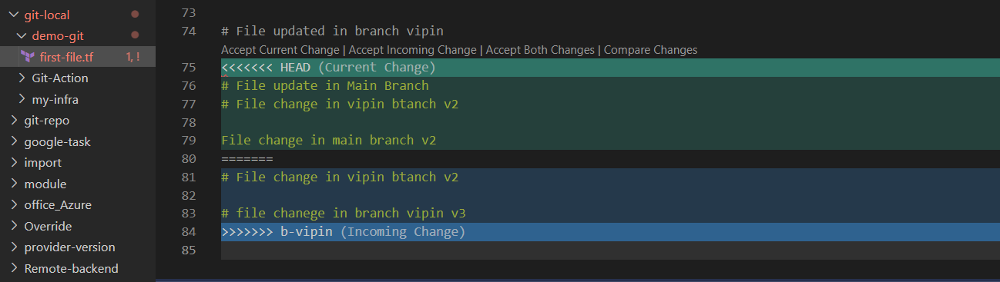 git-local
demo-git
first-file.tf 1, !
Git-Action
my-infra
git-repo
google-task
import
module
office_Azure
Override
provider-version
Remote-backend
73
74 # File updated in branch vipin
Accept Current Change | Accept Incoming Change | Accept Both Changes | Compare Changes
75 <<<<<<< HEAD (Current Change)
76 # File update in Main Branch
77 # File change in vipin btanch v2
78
79 File change in main branch v2
80 =======
81 # File change in vipin btanch v2
82
83 # file chanege in branch vipin v3
84 >>>>>>> b-vipin (Incoming Change)
85